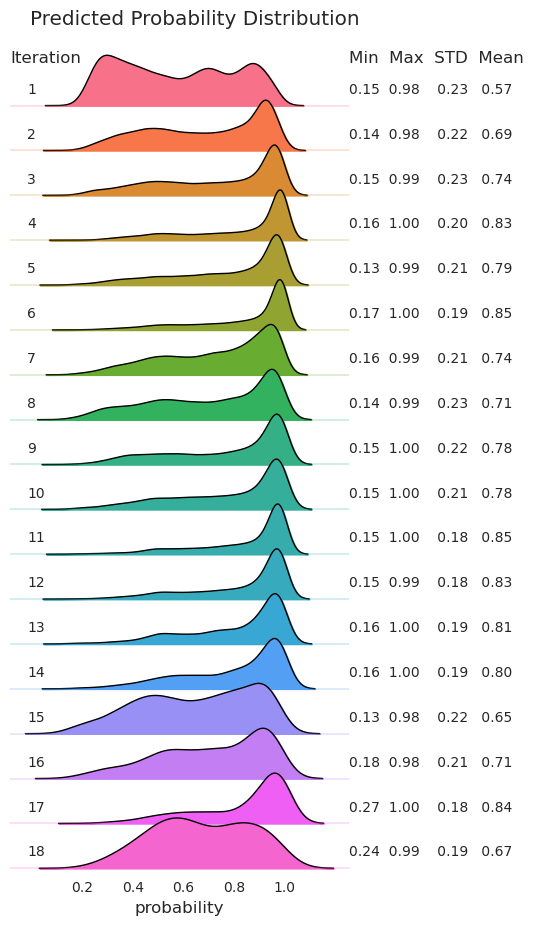 Predicted Probability Distribution
Iteration Min Max STD Mean
1 0.15 0.98 0.23 0.57
2 0.14 0.98 0.22 0.69
3 0.15 0.99 0.23 0.74
4 0.16 1.00 0.20 0.83
5 0.13 0.99 0.21 0.79
6 0.17 1.00 0.19 0.85
7 0.16 0.99 0.21 0.74
8 0.14 0.99 0.23 0.71
9 0.15 1.00 0.22 0.78
10 0.15 1.00 0.21 0.78
11 0.15 1.00 0.18 0.85
12 0.15 0.99 0.18 0.83
13 0.16 1.00 0.19 0.81
14 0.16 1.00 0.19 0.80
15 0.13 0.98 0.22 0.65
16 0.18 0.98 0.21 0.71
17 0.27 1.00 0.18 0.84
18 0.24 0.99 0.19 0.67
0.2 0.4 0.6 0.8 1.0
probability